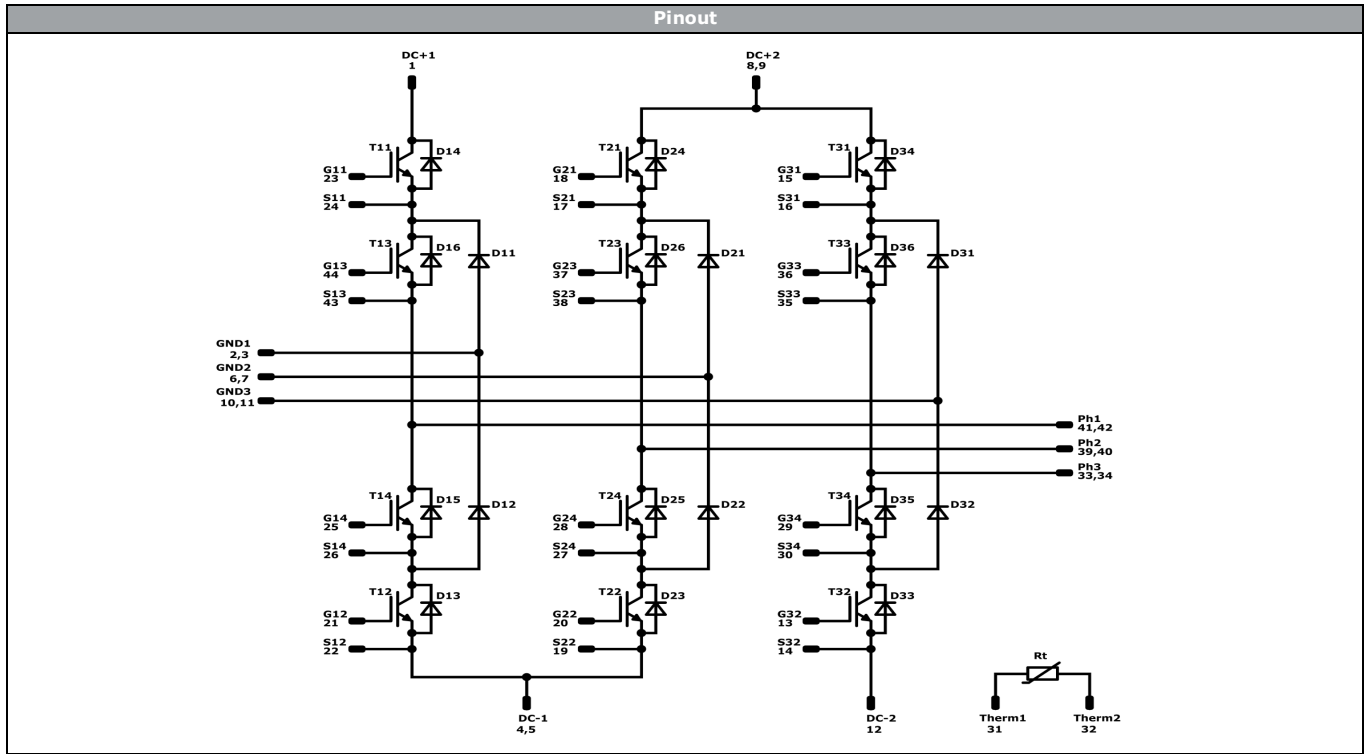 Pinout
DC+1
1
DC+2
8,9
T11
D14
T21
D24
T31
D34
G11
23
G21
18
G31
15
S11
24
S21
17
S31
16
T13
D16
D11
T23
D26
D21
T33
D36
D31
G13
44
G23
37
G33
36
S13
43
S23
38
S33
35
GND1
2,3
GND2
6,7
GND3
10,11
Ph1
41,42
Ph2
39,40
Ph3
33,34
T14
D15
D12
T24
D25
D22
T34
D35
D32
G14
25
G24
28
G34
29
S14
26
S24
27
S34
30
T12
D13
T22
D23
T32
D33
G12
21
G22
20
G32
13
S12
22
S22
19
S32
14
Rt
DC-1
4,5
DC-2
12
Therm1
31
Therm2
32